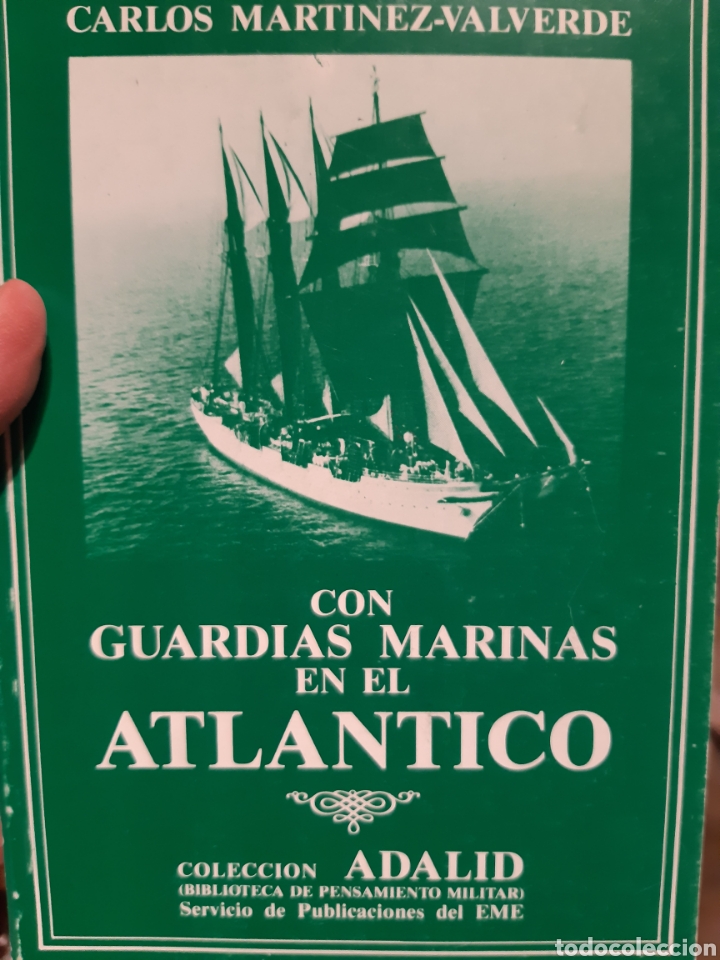 CARLOS MARTINEZ-VALVERDE
CON
GUARDIAS MARINAS
EN EL
ATLANTICO
COLECCION ADALID
(BIBLIOTECA DE PENSAMIENTO MILITAR)
Servicio de Publicaciones del EME
todocoleccion